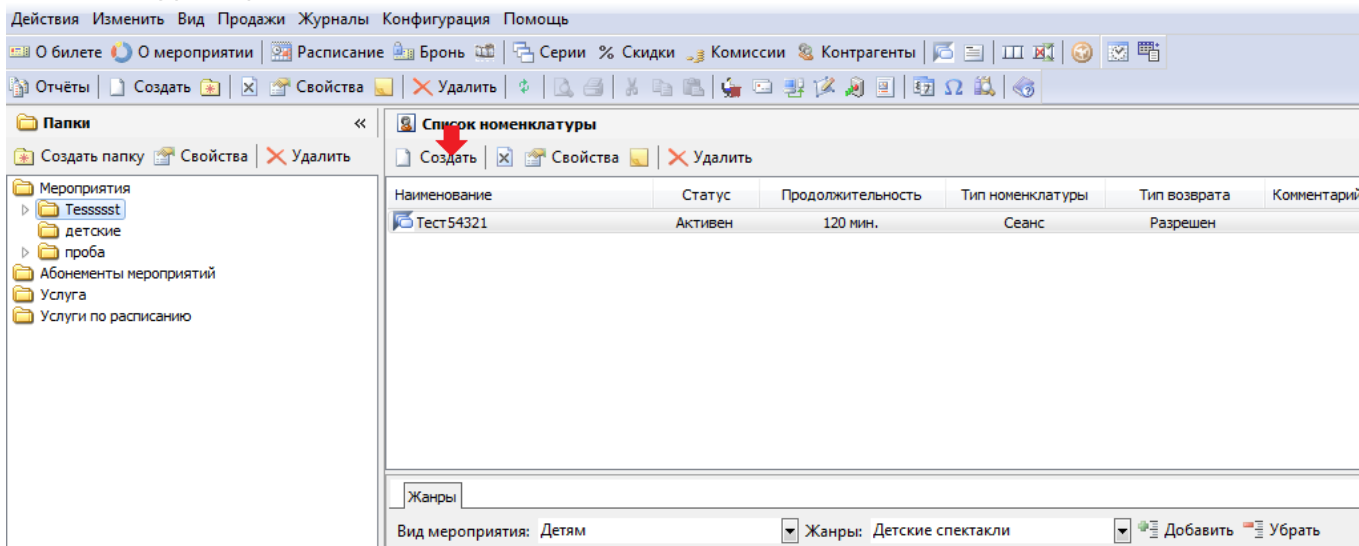 Действия Изменить Вид Продажи Журналы Конфигурация Помощь
О билете О мероприятии Расписание Бронь Серии % Скидки Комиссии Контрагенты
Отчёты Создать Свойства Удалить Ω
Папки «
Создать папку Свойства Удалить
Мероприятия
Tessssst
детские
проба
Абонементы мероприятий
Услуга
Услуги по расписанию
Список номенклатуры
Создать Свойства Удалить
Наименование Статус Продолжительность Тип номенклатуры Тип возврата Комментарий
Тест54321 Активен 120 мин. Сеанс Разрешен
Жанры
Вид мероприятия: Детям Жанры: Детские спектакли Добавить Убрать